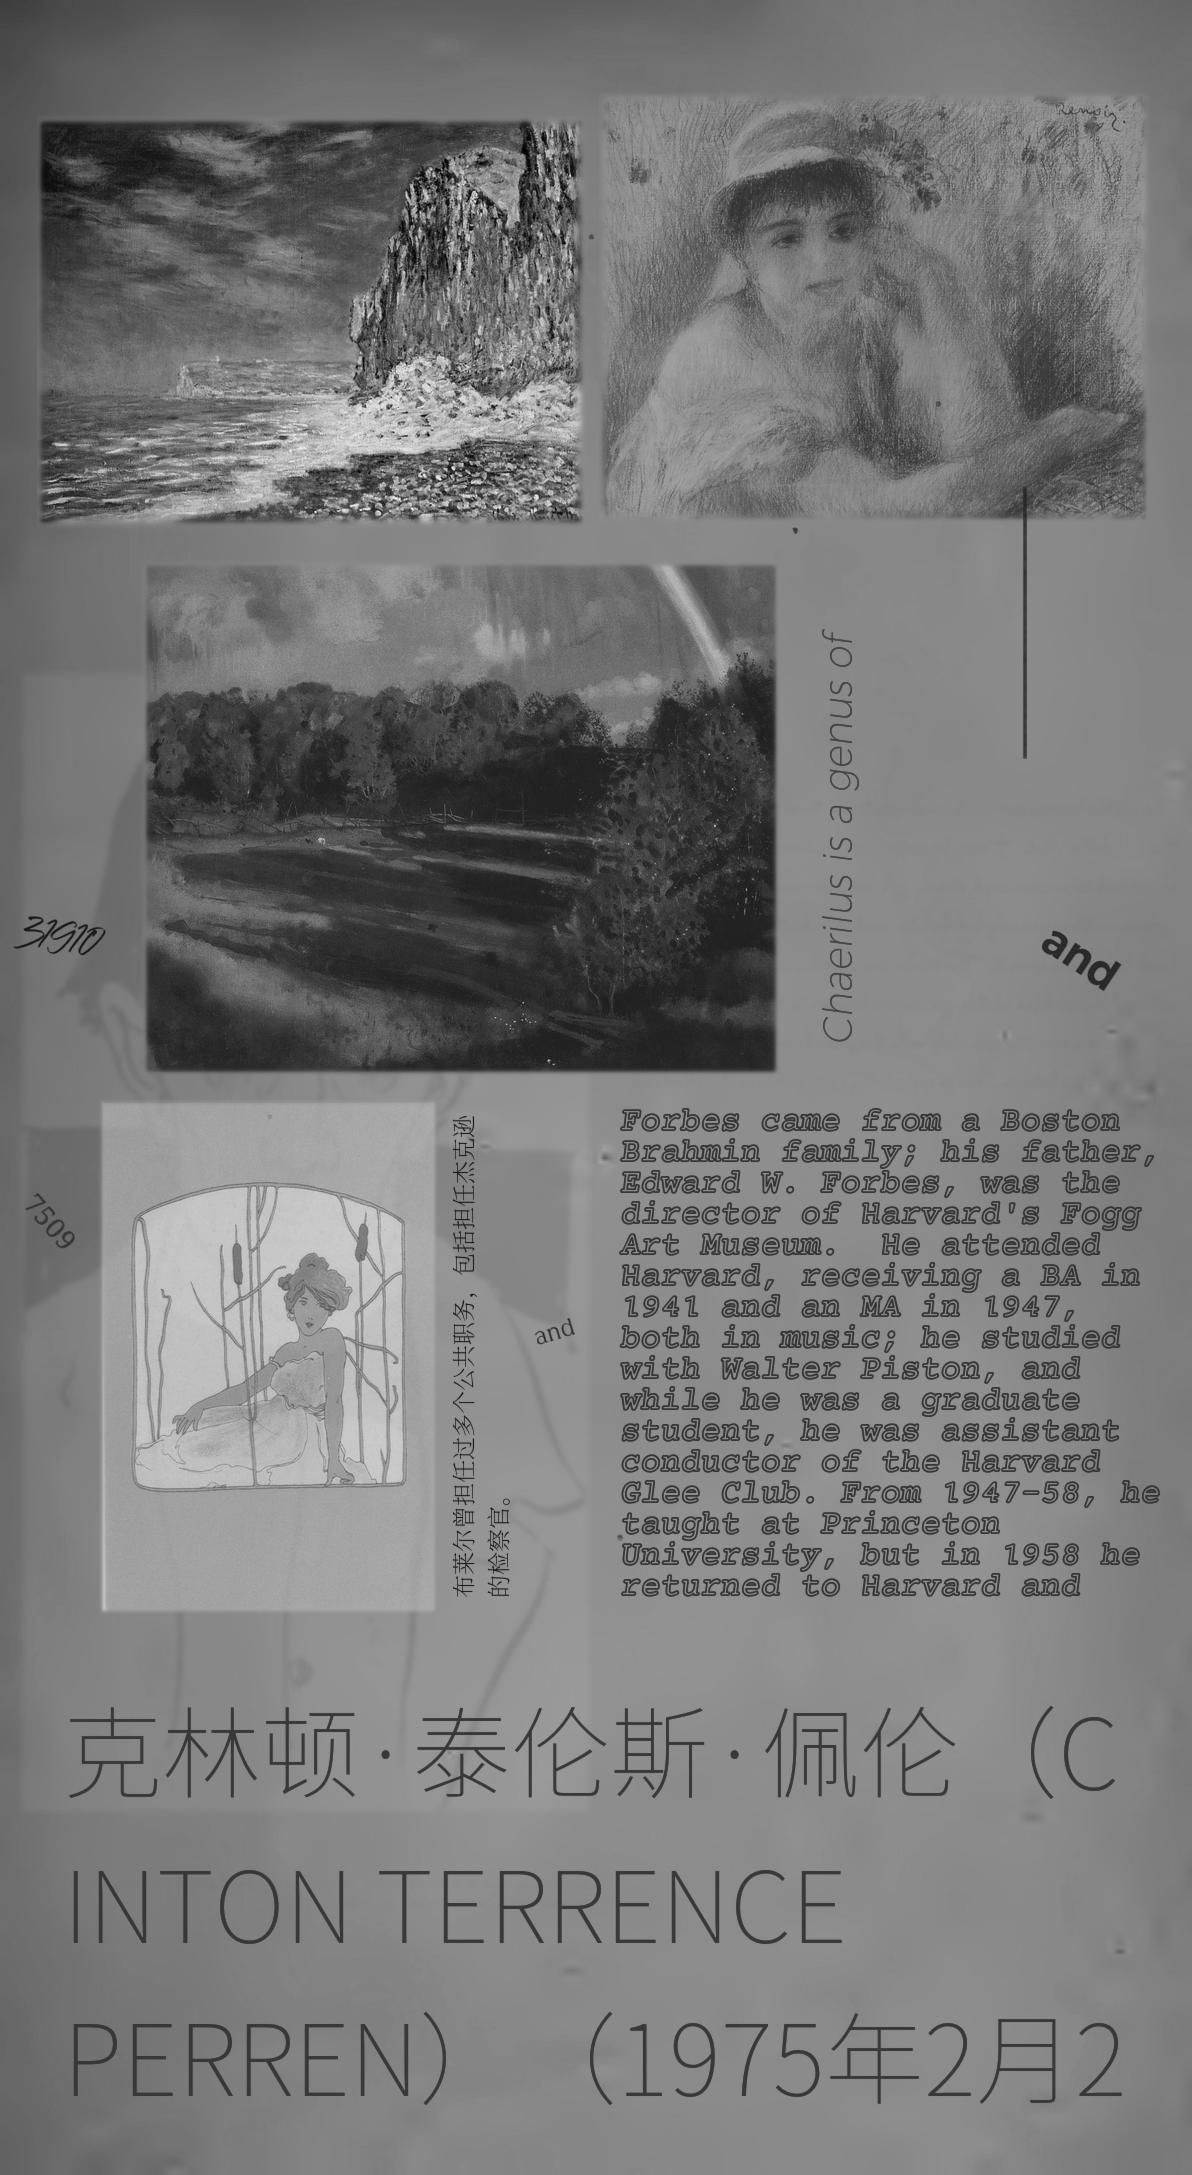 Renoir.
Chaerilus is a genus of
31910
and
Forbes came from a Boston
Brahmin family; his father,
Edward W. Forbes, was the
director of Harvard's Fogg
Art Museum.  He attended
Harvard, receiving a BA in
1941 and an MA in 1947,
both in music; he studied
with Walter Piston, and
while he was a graduate
student, he was assistant
conductor of the Harvard
Glee Club. From 1947-58, he
taught at Princeton
University, but in 1958 he
returned to Harvard and
布莱尔曾担任过多个公共职务，包括担任杰克逊
的检察官。
7509
and
克林顿·泰伦斯·佩伦（C
INTON TERRENCE
PERREN）（1975年2月2